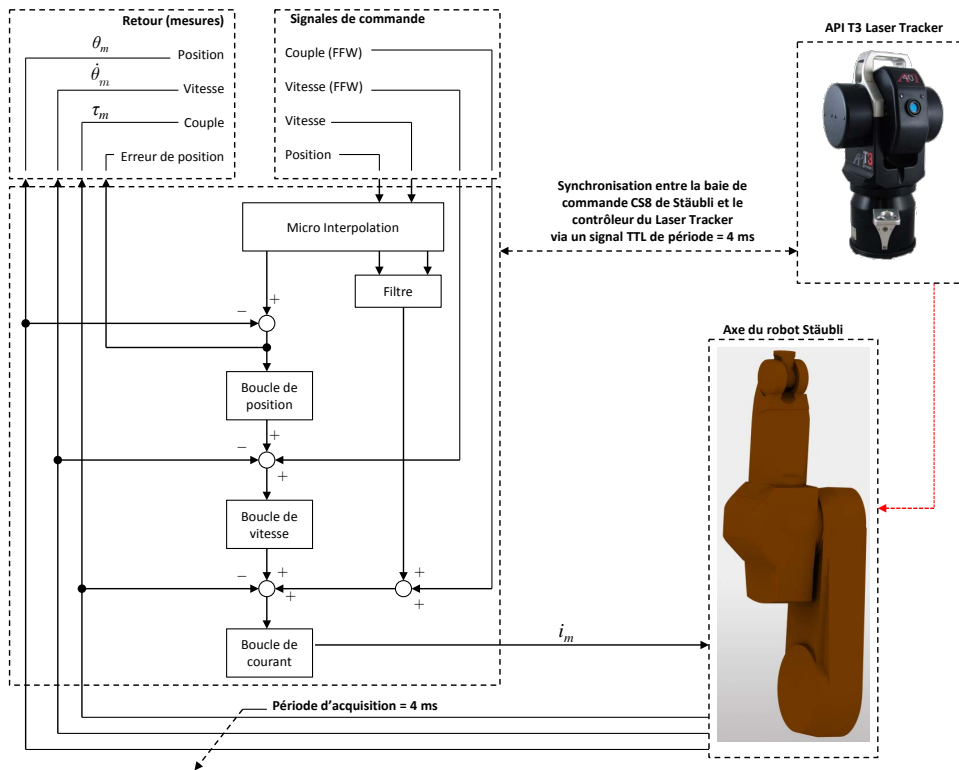 Retour (mesures)
θm
Position
θ̇m
Vitesse
τm
Couple
Erreur de position
Signales de commande
Couple (FFW)
Vitesse (FFW)
Vitesse
Position
API T3 Laser Tracker
40
T3
Synchronisation entre la baie de
commande CS8 de Stäubli et le
contrôleur du Laser Tracker
via un signal TTL de période = 4 ms
Micro Interpolation
Filtre
+
−
Boucle de
position
+
−
+
Boucle de
vitesse
+
−
+
+
+
Boucle de
courant
im
Axe du robot Stäubli
Période d’acquisition = 4 ms